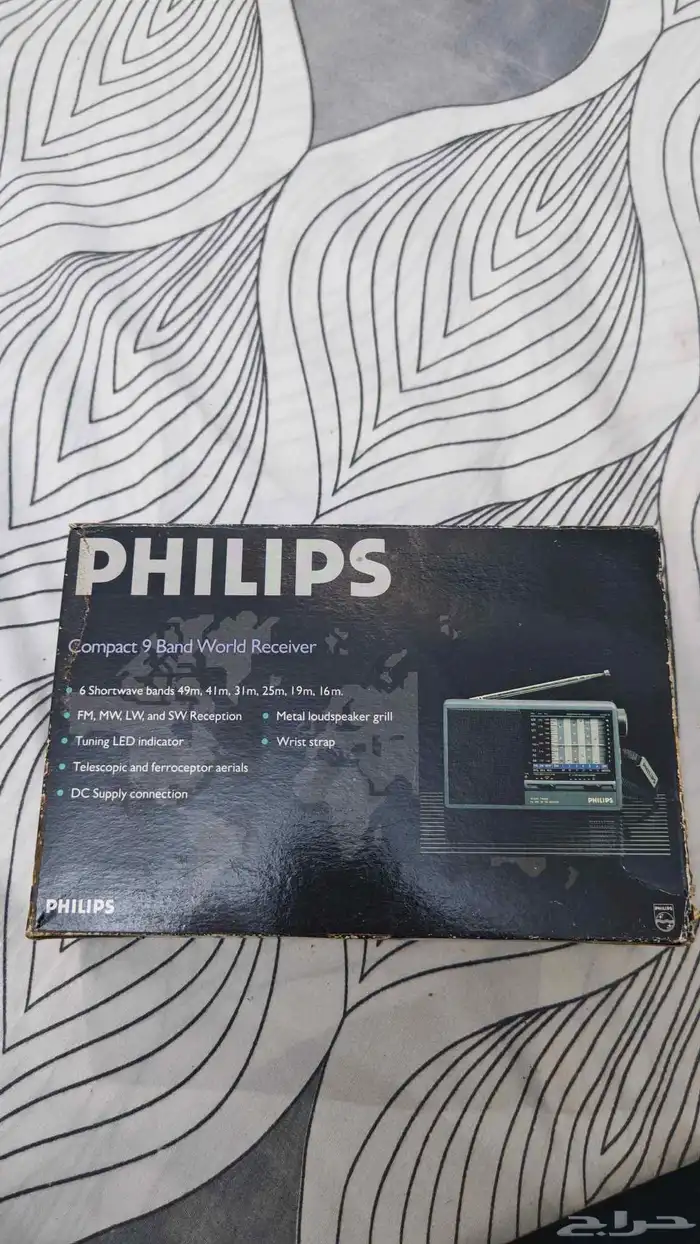 PHILIPS
Compact 9 Band World Receiver
6 Shortwave bands 49m, 41m, 31m, 25m, 19m, 16m.
FM, MW, LW, and SW Reception
Metal loudspeaker grill
Tuning LED indicator
Wrist strap
Telescopic and ferroceptor aerials
DC Supply connection
PHILIPS
PHILIPS
PHILIPS
حراج